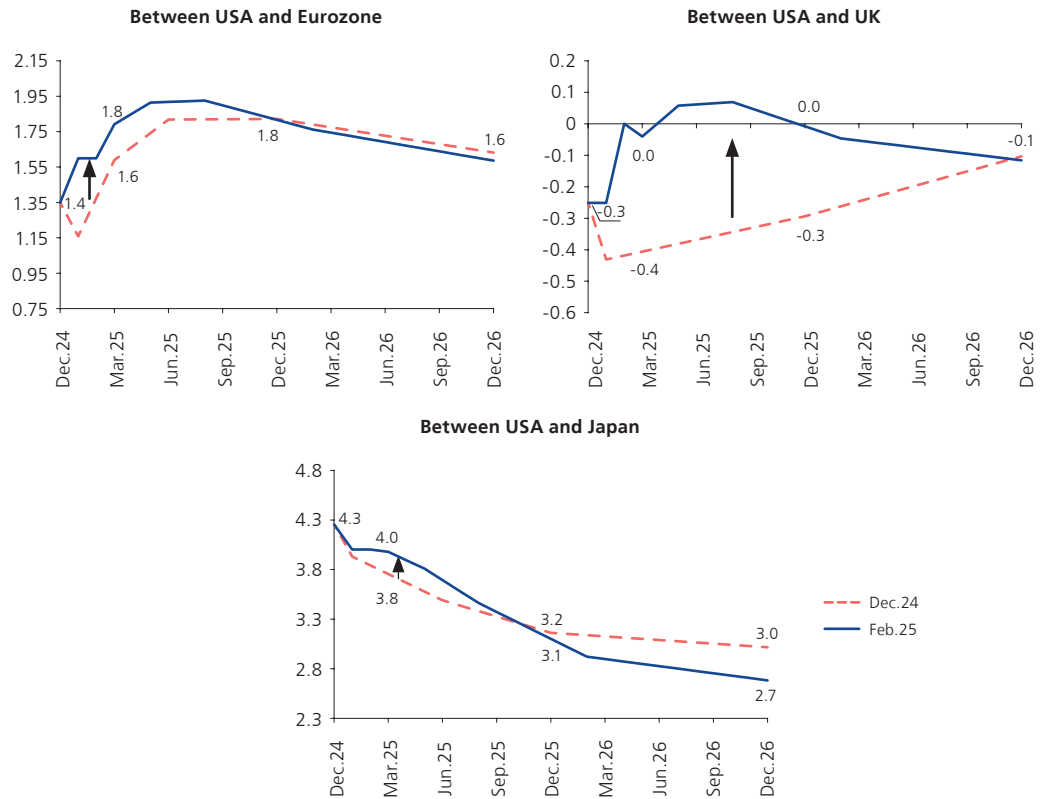 Between USA and Eurozone
2.15
1.95
1.75
1.55
1.35
1.15
0.95
0.75
1.8
1.6
1.4
1.8
1.6
Dec.24
Mar.25
Jun.25
Sep.25
Dec.25
Mar.26
Jun.26
Sep.26
Dec.26
Between USA and UK
0.2
0.1
0
-0.1
-0.2
-0.3
-0.4
-0.5
-0.6
0.0
0.0
-0.1
-0.3
-0.3
-0.4
Dec.24
Mar.25
Jun.25
Sep.25
Dec.25
Mar.26
Jun.26
Sep.26
Dec.26
Between USA and Japan
4.8
4.3
3.8
3.3
2.8
2.3
4.3
4.0
3.8
3.2
3.1
3.0
2.7
Dec.24
Mar.25
Jun.25
Sep.25
Dec.25
Mar.26
Jun.26
Sep.26
Dec.26
Dec.24
Feb.25